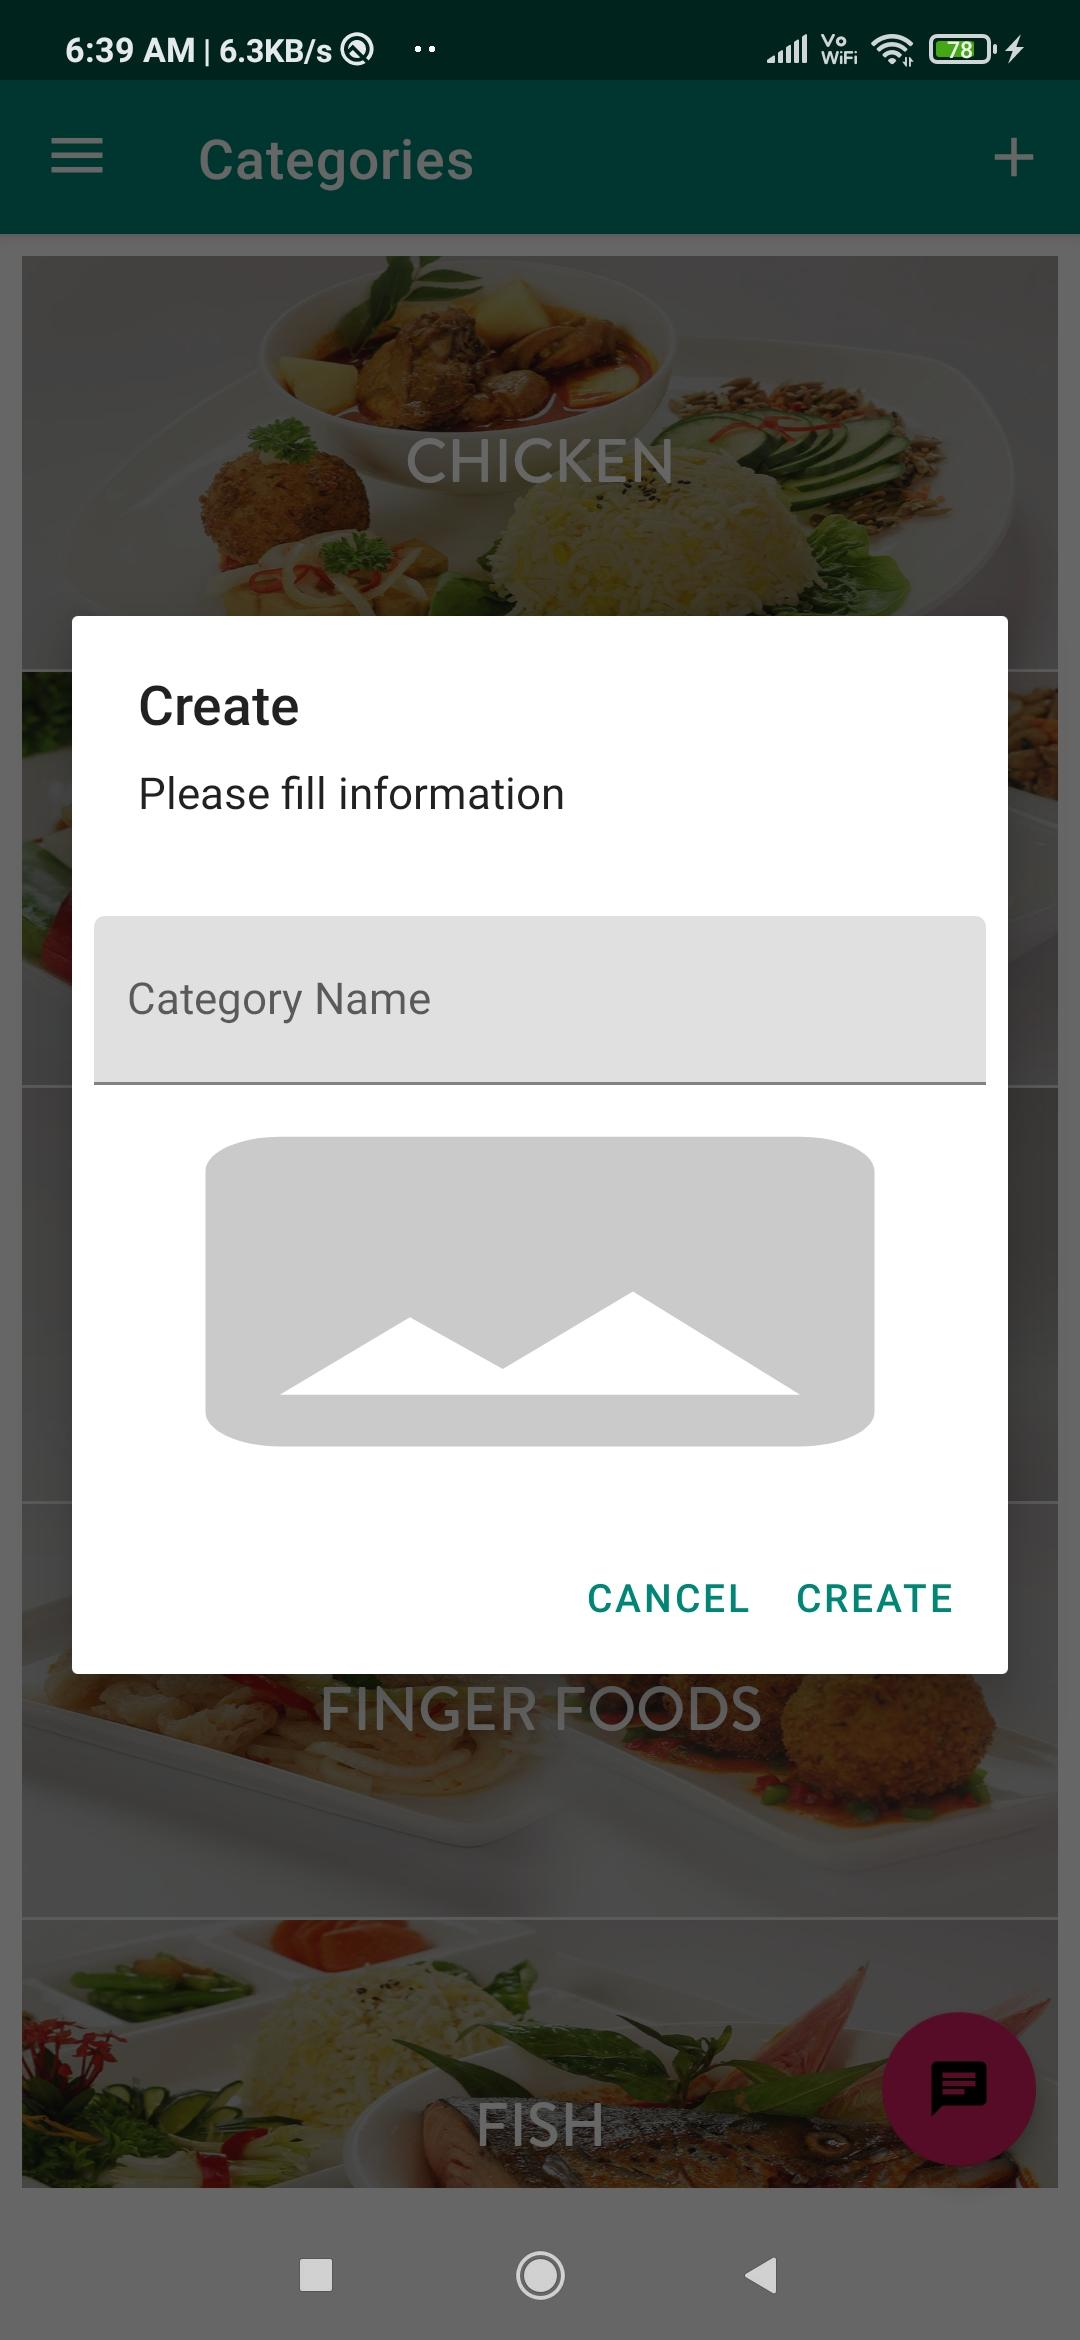 6:39 AM | 6.3KB/s
Vo
WiFi
78
Categories
CHICKEN
Create
Please fill information
Category Name
CANCEL CREATE
FINGER FOODS
FISH